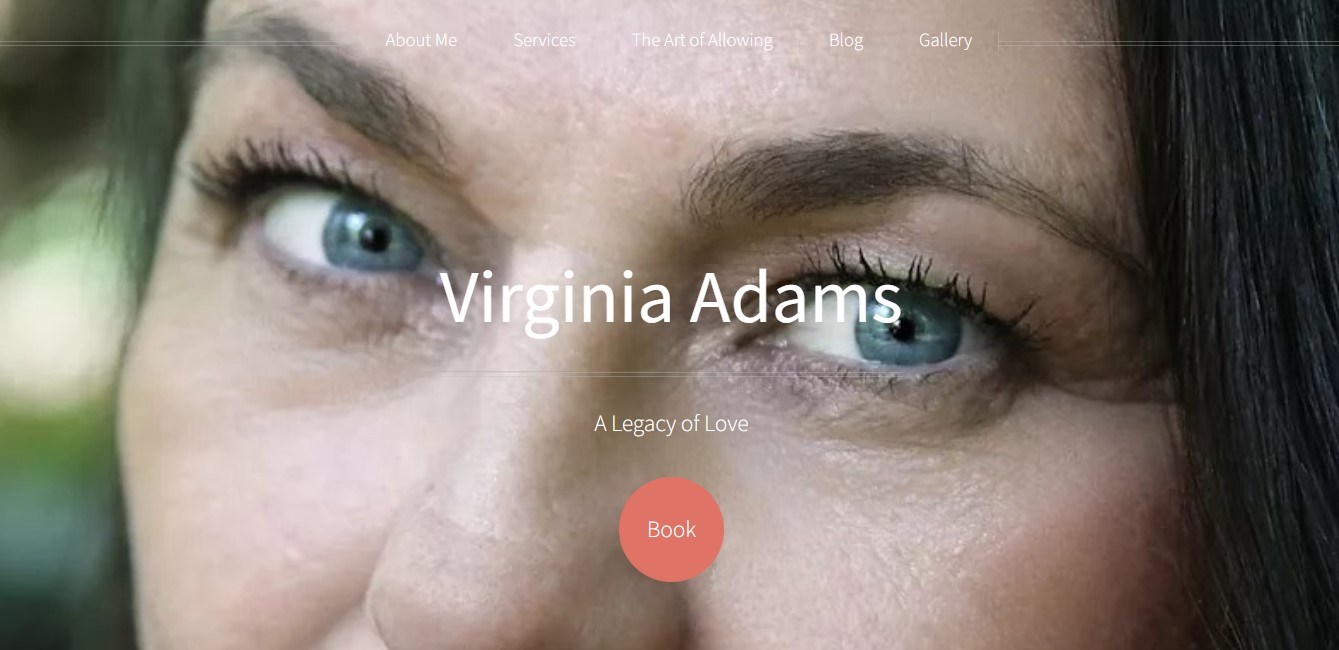 About Me Services The Art of Allowing Blog Gallery
Virginia Adams
A Legacy of Love
Book